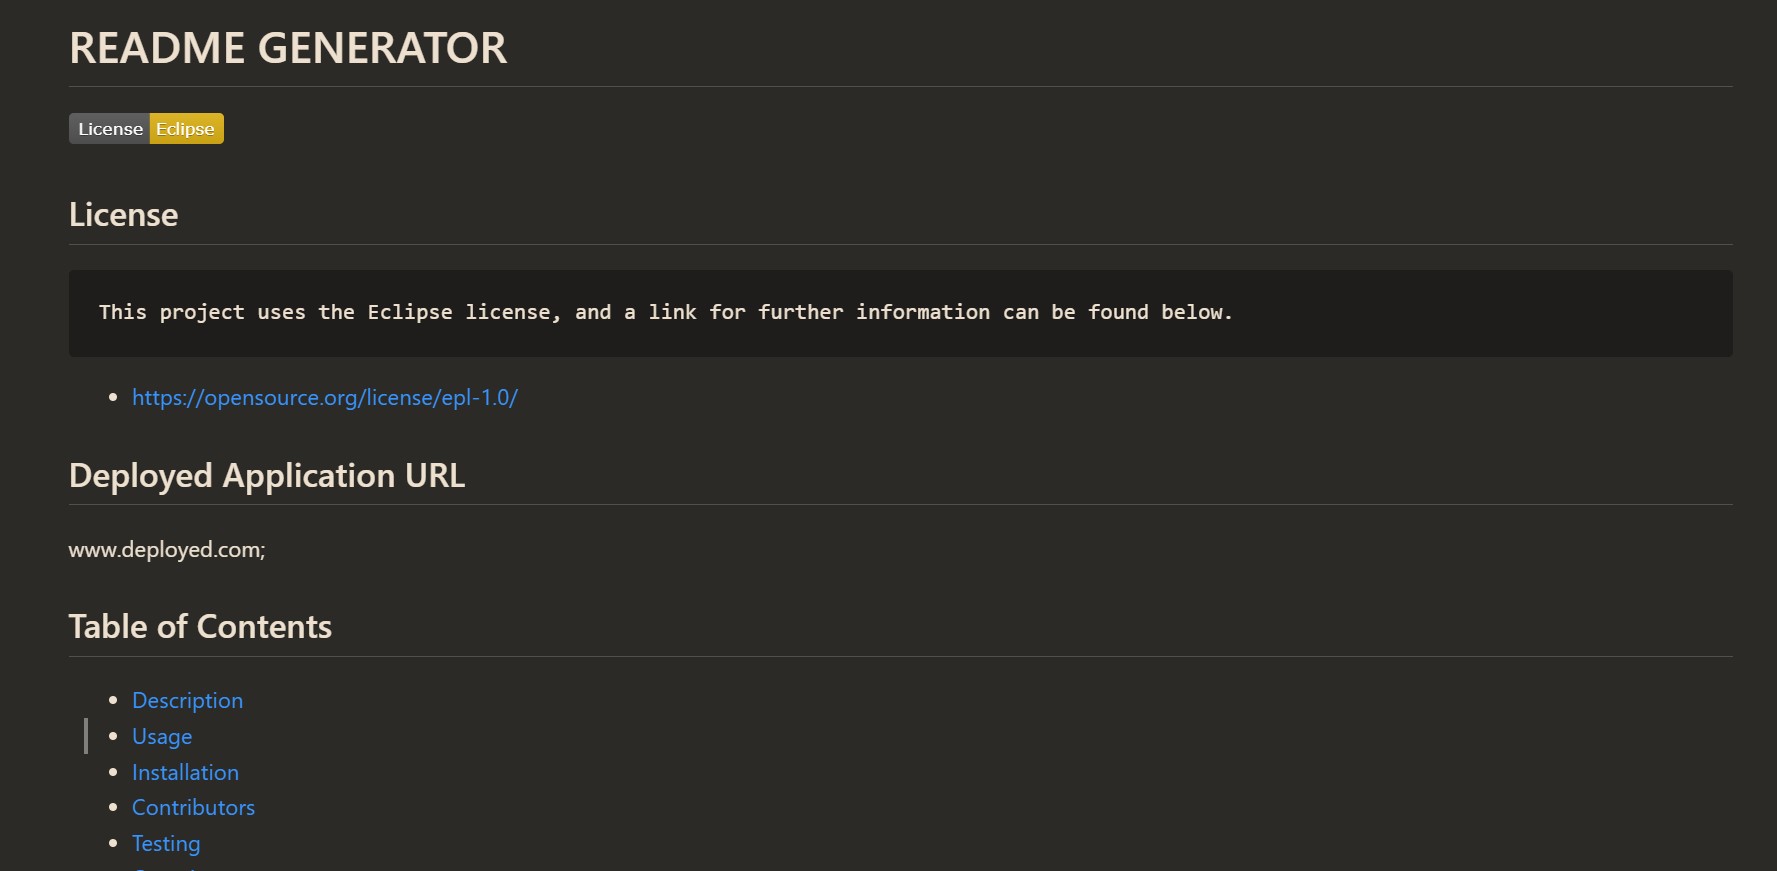 README GENERATOR
License Eclipse
License
This project uses the Eclipse license, and a link for further information can be found below.
https://opensource.org/license/epl-1.0/
Deployed Application URL
www.deployed.com;
Table of Contents
Description
Usage
Installation
Contributors
Testing